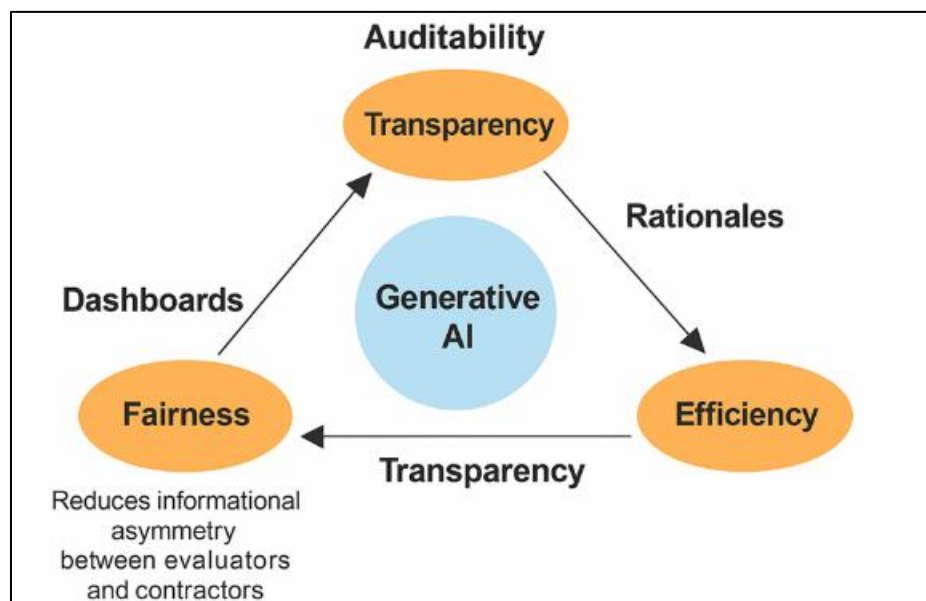 Auditability
Transparency
Rationales
Dashboards
Generative
AI
Fairness
Efficiency
Transparency
Reduces informational
asymmetry
between evaluators
and contractors